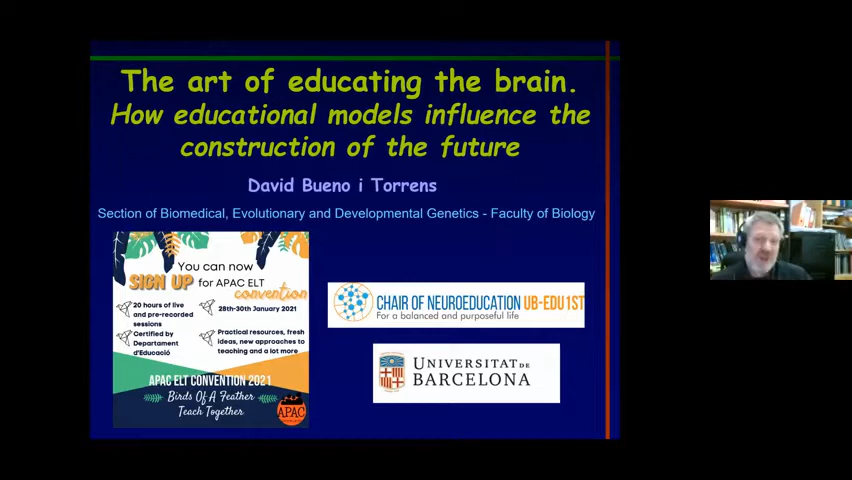 The art of educating the brain.
How educational models influence the
construction of the future
David Bueno i Torrens
Section of Biomedical, Evolutionary and Developmental Genetics - Faculty of Biology
You can now
SIGN UP for APAC ELT
convention
20 hours of live
and pre-recorded
sessions
Certified by
Departament
d'Educació
28th-30th January 2021
Practical resources, fresh
ideas, new approaches to
teaching and a lot more
APAC ELT CONVENTION 2021
Birds Of A Feather
Teach Together
APAC
CHAIR OF NEUROEDUCATION UB-EDU1ST
For a balanced and purposeful life
UNIVERSITAT DE
BARCELONA